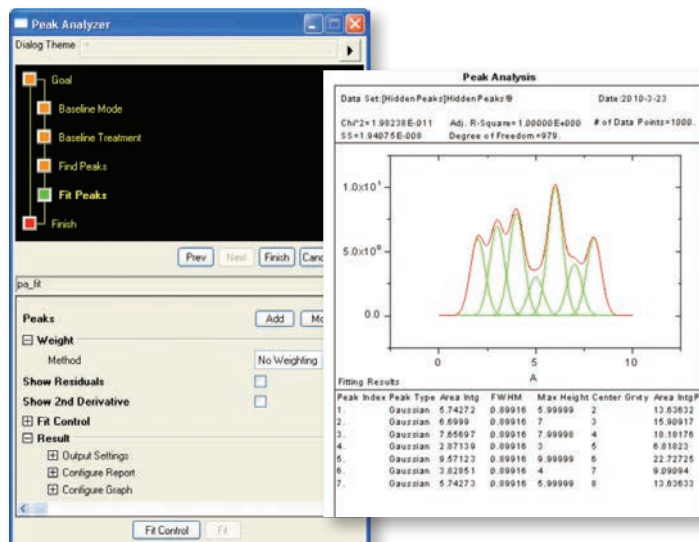 Peak Analyzer
Dialog Theme *
Goal
Baseline Mode
Baseline Treatment
Find Peaks
Fit Peaks
Finish
Prev Next Finish Canc
pa_fit
Peaks Add Mo
Weight
Method No Weighting
Show Residuals
Show 2nd Derivative
Fit Control
Result
Output Settings
Configure Report
Configure Graph
Fit Control Fit
Peak Analysis
Data Set:[HiddenPeaks]HiddenPeaks!B Date:2010-3-23
Chi^2=1.98238E-011 Adj. R-Square=1.00000E+000 # of Data Points=1000.
SS=1.94075E-008 Degree of Freedom=979.
1.0x10¹
5.0x10⁰
0.0
0 5 10
A
Fitting Results
Peak Index Peak Type Area Intg FWHM Max Height Center Grvty Area IntgP
1. Gaussian 5.74272 0.89916 5.99999 2 13.63632
2. Gaussian 6.6999 0.89916 7 3 15.90917
3. Gaussian 7.65697 0.89916 7.99998 4 18.18176
4. Gaussian 2.87139 0.89916 3 5 6.81823
5. Gaussian 9.57123 0.89916 9.99999 6 22.72725
6. Gaussian 3.82851 0.89916 4 7 9.09094
7. Gaussian 5.74273 0.89916 5.99999 8 13.63633